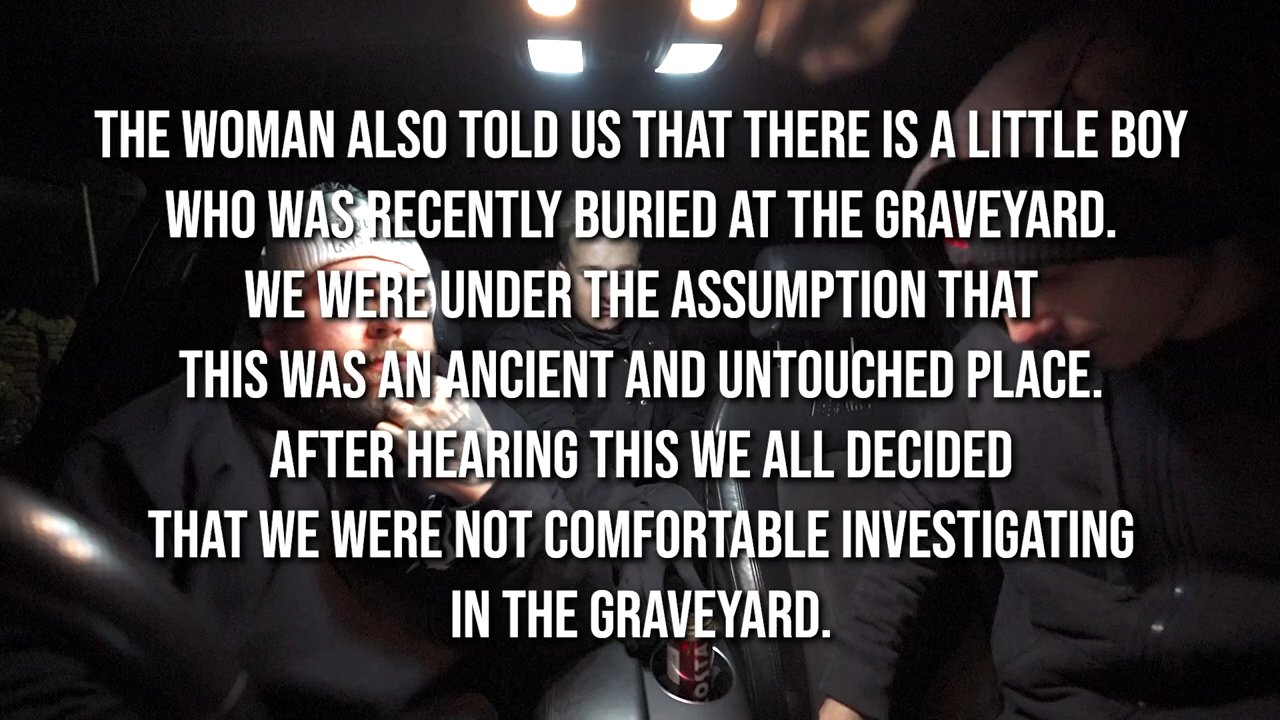 THE WOMAN ALSO TOLD US THAT THERE IS A LITTLE BOY
WHO WAS RECENTLY BURIED AT THE GRAVEYARD.
WE WERE UNDER THE ASSUMPTION THAT
THIS WAS AN ANCIENT AND UNTOUCHED PLACE.
AFTER HEARING THIS WE ALL DECIDED
THAT WE WERE NOT COMFORTABLE INVESTIGATING
IN THE GRAVEYARD.